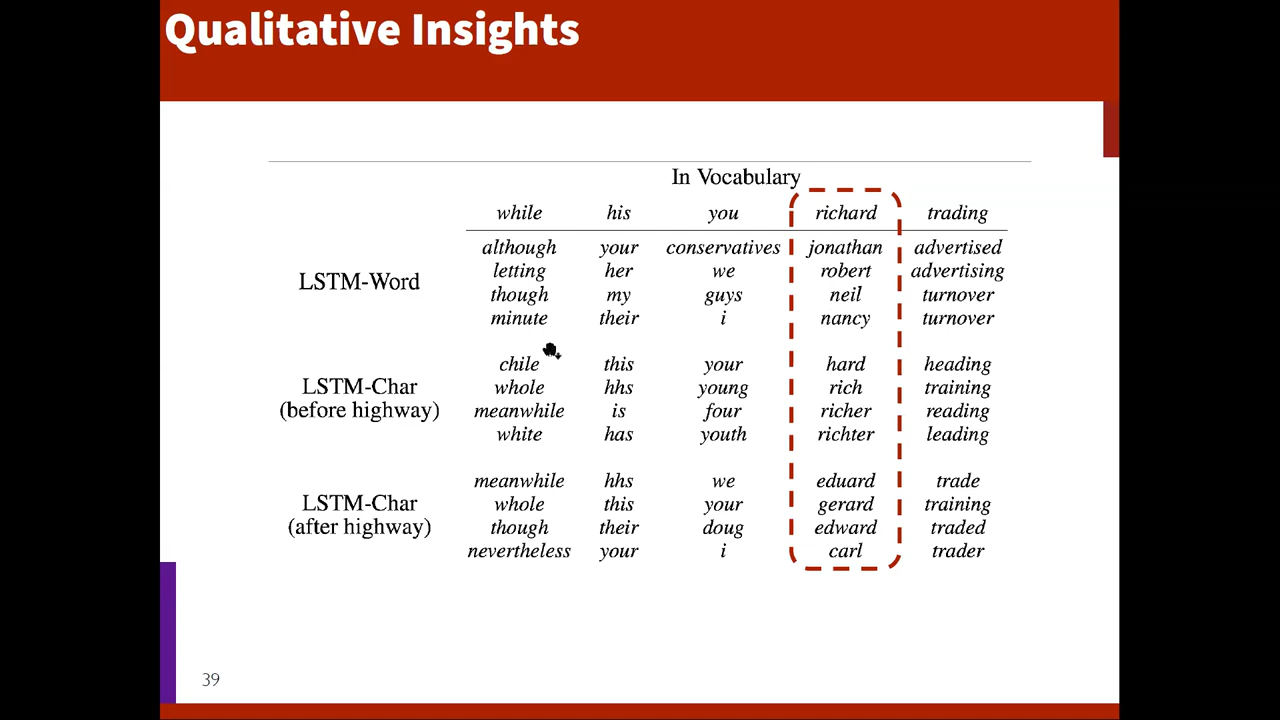 Qualitative Insights
In Vocabulary
while his you richard trading
although your conservatives jonathan advertised
letting her we robert advertising
LSTM-Word
though my guys neil turnover
minute their i nancy turnover
chile this your hard heading
LSTM-Char whole hhs young rich training
(before highway) meanwhile is four richer reading
white has youth richter leading
meanwhile hhs we eduard trade
LSTM-Char whole this your gerard training
(after highway) though their doug edward traded
nevertheless your i carl trader
39